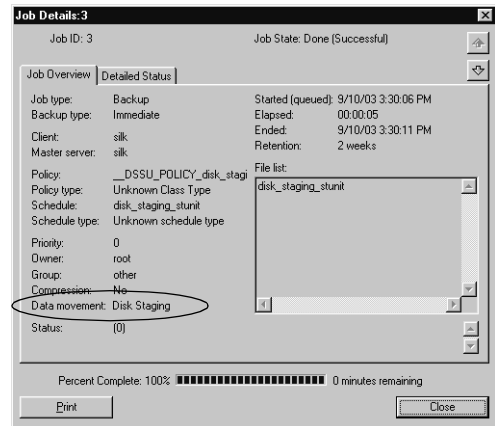 Job Details:3
Job ID: 3 Job State: Done (Successful)
Job Overview Detailed Status
Job type: Backup Started (queued): 9/10/03 3:30:06 PM
Backup type: Immediate Elapsed: 00:00:05
Ended: 9/10/03 3:30:11 PM
Client: silk
Master server: silk Retention: 2 weeks
Policy: __DSSU_POLICY_disk_stagi File list:
Policy type: Unknown Class Type disk_staging_stunit
Schedule: disk_staging_stunit
Schedule type: Unknown schedule type
Priority: 0
Owner: root
Group: other
Compression: No
Data movement: Disk Staging
Status: (0)
Percent Complete: 100% 0 minutes remaining
Print Close